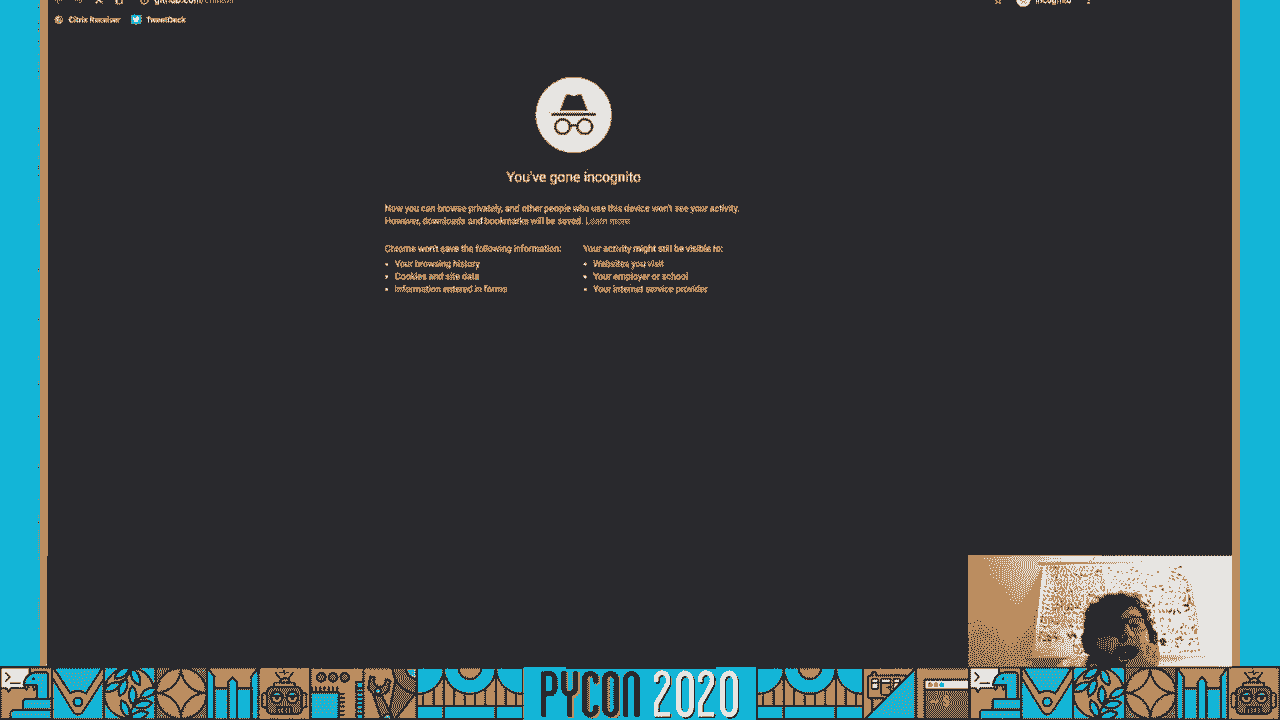 Incognito
Citrix Receiver TweetDeck
You've gone incognito
Now you can browse privately, and other people who use this device won't see your activity.
However, downloads and bookmarks will be saved. Learn more
Chrome won't save the following information:
Your browsing history
Cookies and site data
Information entered in forms
Your activity might still be visible to:
Websites you visit
Your employer or school
Your internet service provider
PYCON 2020